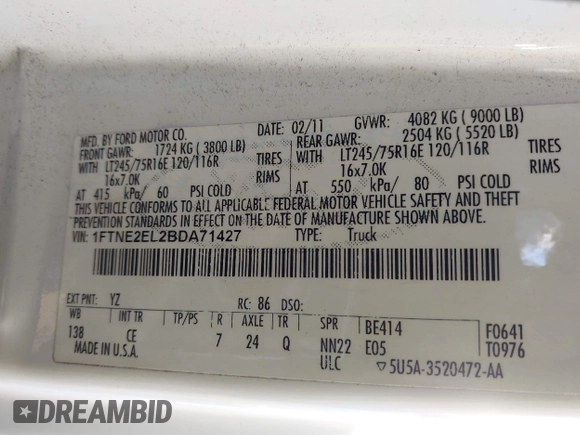 MFD. BY FORD MOTOR CO.
DATE: 02/11 GVWR: 4082 KG ( 9000 LB)
FRONT GAWR: 1724 KG ( 3800 LB)
REAR GAWR: 2504 KG ( 5520 LB)
WITH LT245/75R16E 120/116R TIRES
WITH LT245/75R16E 120/116R TIRES
16x7.0K RIMS
16x7.0K RIMS
AT 415 kPa/ 60 PSI COLD
AT 550 kPa/ 80 PSI COLD
THIS VEHICLE CONFORMS TO ALL APPLICABLE FEDERAL MOTOR VEHICLE SAFETY AND THEFT
PREVENTION STANDARDS IN EFFECT ON THE DATE OF MANUFACTURE SHOWN ABOVE.
VIN: 1FTNE2EL2BDA71427 TYPE: Truck
EXT PNT: YZ RC: 86 DSO:
WB INT TR TP/PS R AXLE TR SPR BE414 F0641
138 CE 7 24 Q NN22 E05 T0976
MADE IN U.S.A. ULC ▽5U5A-3520472-AA
DREAMBID